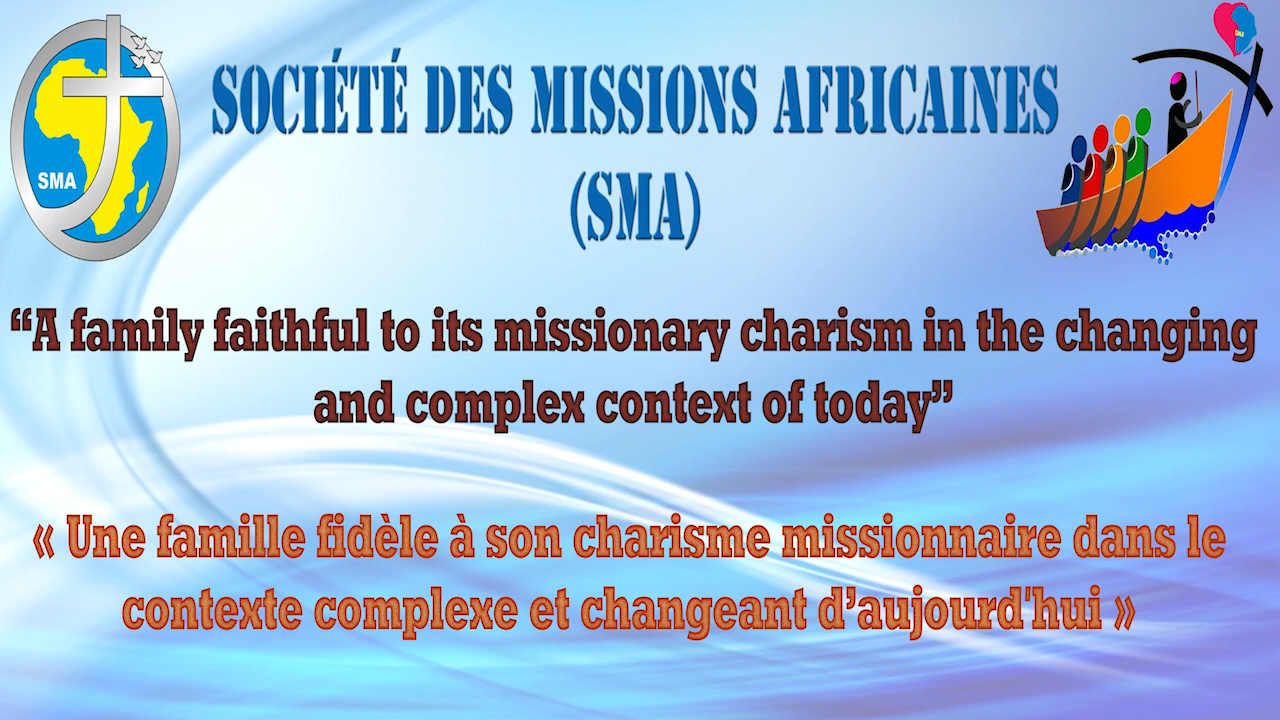 SOCIÉTÉ DES MISSIONS AFRICAINES
(SMA)
SMA
SMA
“A family faithful to its missionary charism in the changing
and complex context of today”
« Une famille fidèle à son charisme missionnaire dans le
contexte complexe et changeant d’aujourd'hui »